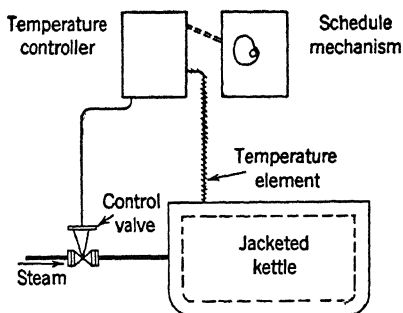 Temperature
controller
Schedule
mechanism
Temperature
element
Control
valve
Steam
Jacketed
kettle